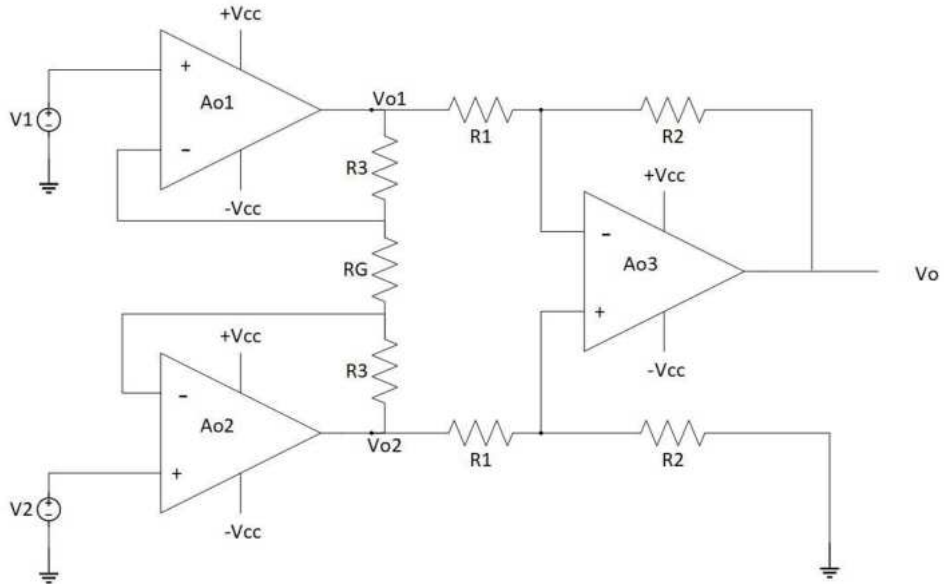 +Vcc
+
Ao1
V1
-
-Vcc
Vo1
R1
R2
R3
+Vcc
-
Ao3
Vo
RG
+
-Vcc
+Vcc
R3
-
Ao2
Vo2
R1
R2
+
V2
-Vcc